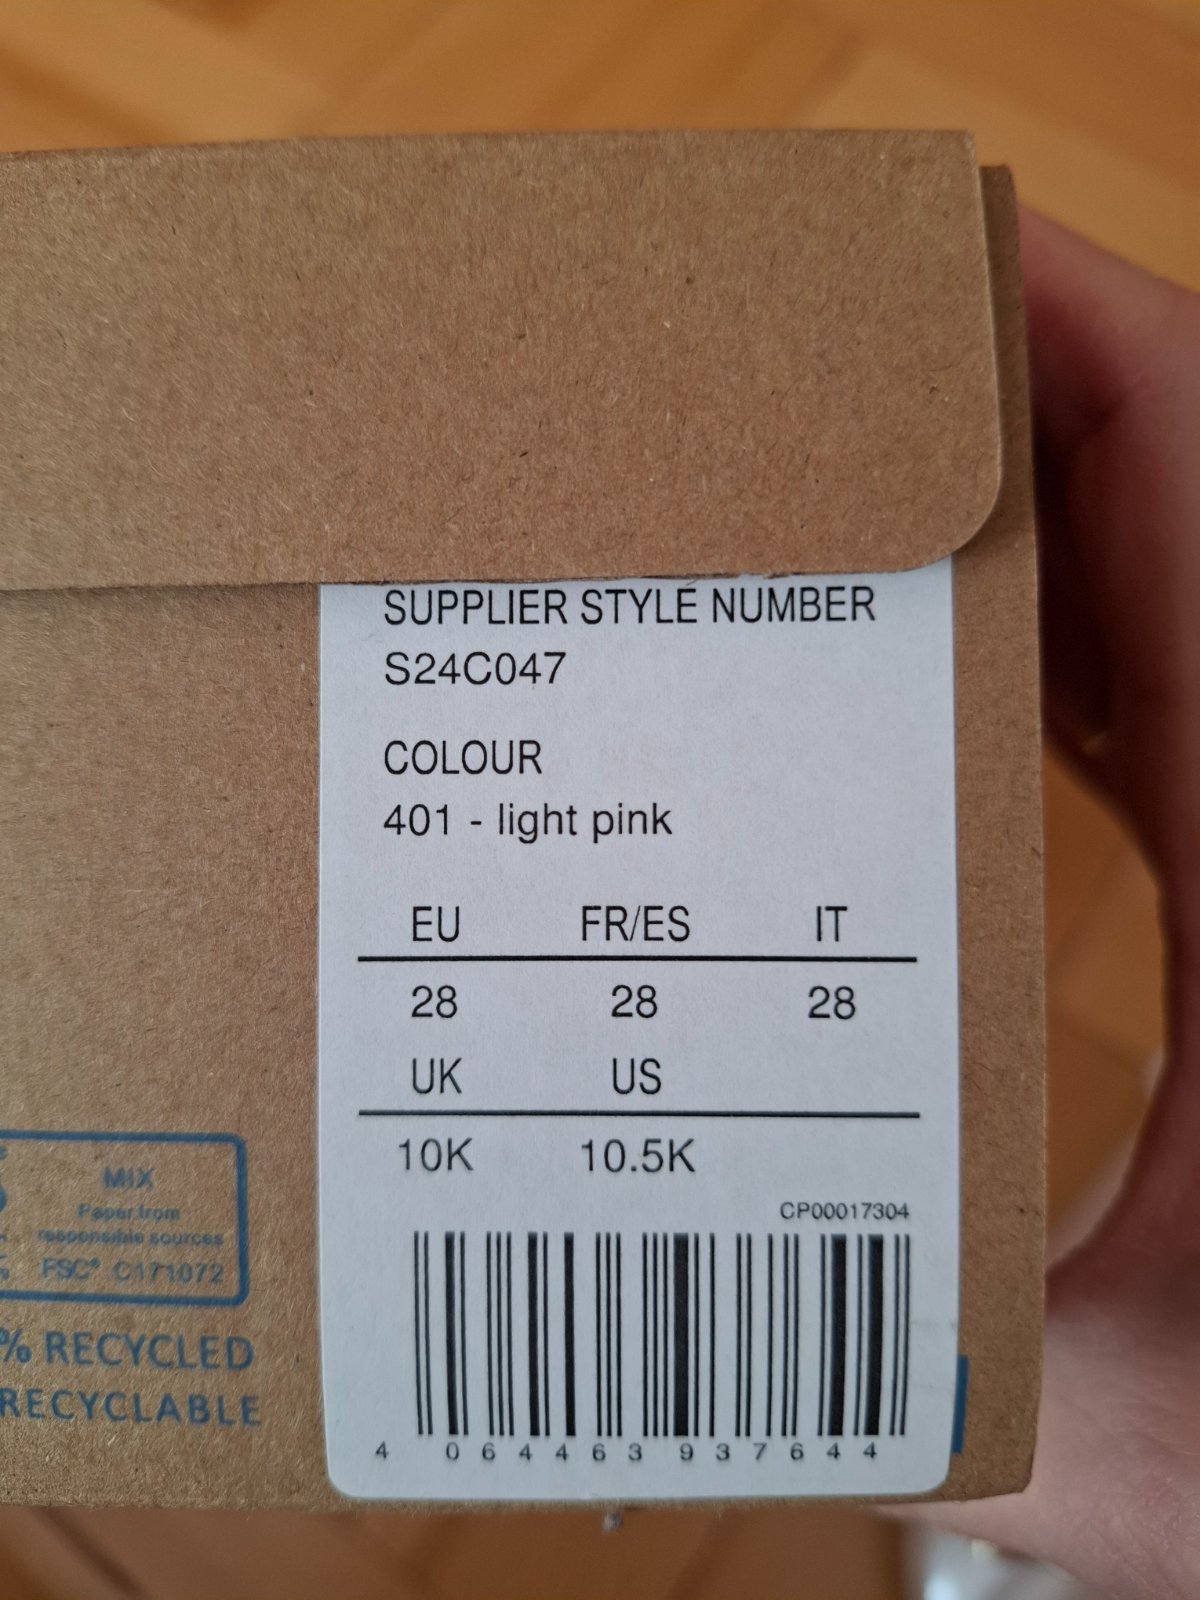 SUPPLIER STYLE NUMBER
S24C047
COLOUR
401 - light pink
EU FR/ES IT
28 28 28
UK US
10K 10.5K
CP00017304
4 064463 937644
MIX
Paper from
responsible sources
FSC® C171072
% RECYCLED
RECYCLABLE